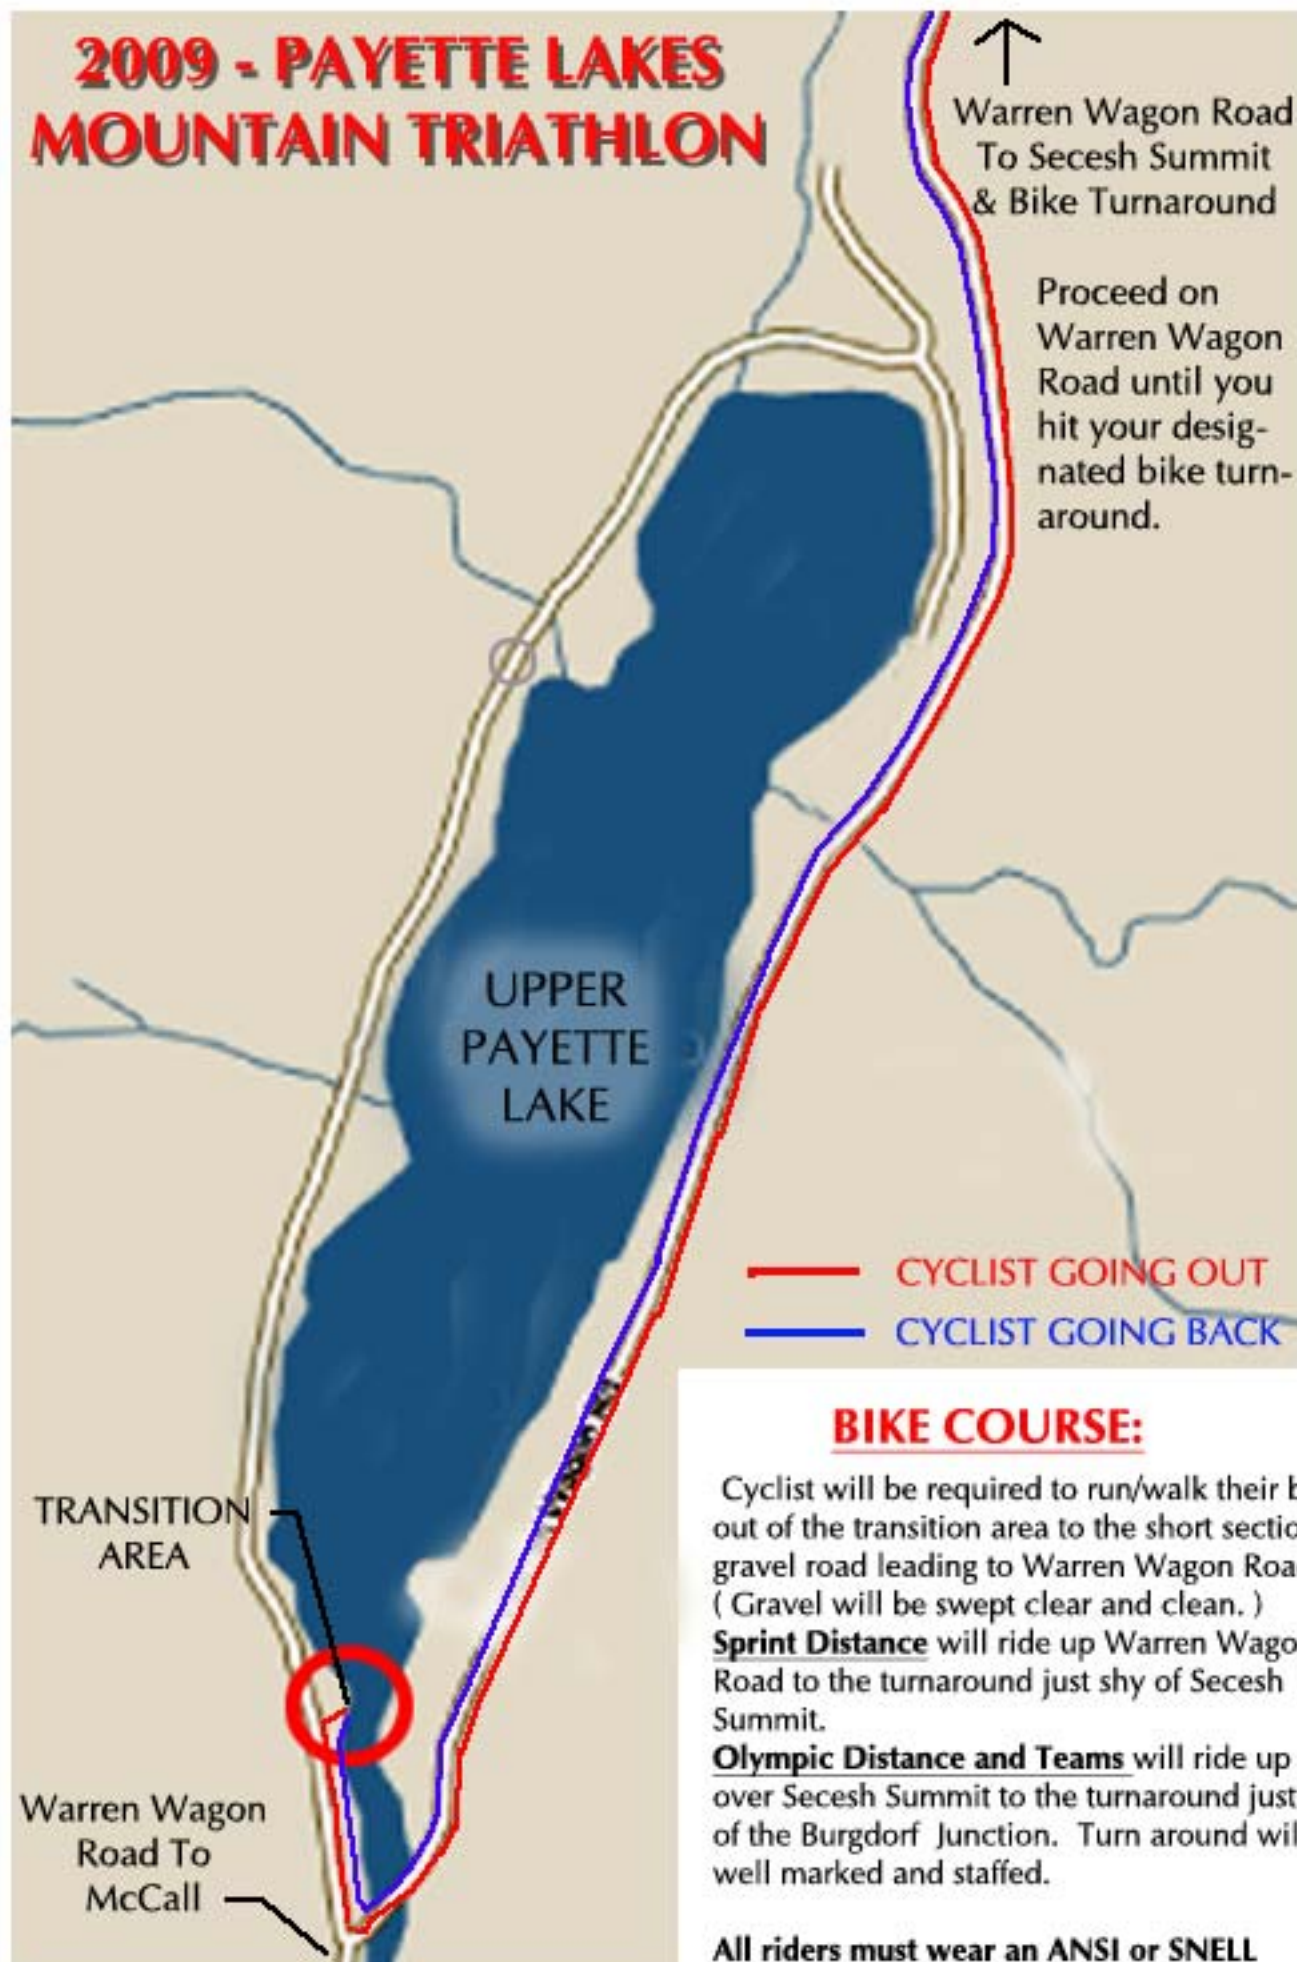 2009 - PAYETTE LAKES
MOUNTAIN TRIATHLON
Warren Wagon Road
To Secesh Summit
& Bike Turnaround
Proceed on
Warren Wagon
Road until you
hit your desig-
nated bike turn-
around.
UPPER
PAYETTE
LAKE
CYCLIST GOING OUT
CYCLIST GOING BACK
TRANSITION
AREA
Warren Wagon
Road To
McCall
BIKE COURSE:
Cyclist will be required to run/walk their
out of the transition area to the short
gravel road leading to Warren Wagon
( Gravel will be swept clear and clean. )
Sprint Distance will ride up Warren
Road to the turnaround just shy of Secesh
Summit.
Olympic Distance and Teams will ride up
over Secesh Summit to the turnaround just
of the Burgdorf Junction. Turn around
well marked and staffed.
All riders must wear an ANSI or SNELL